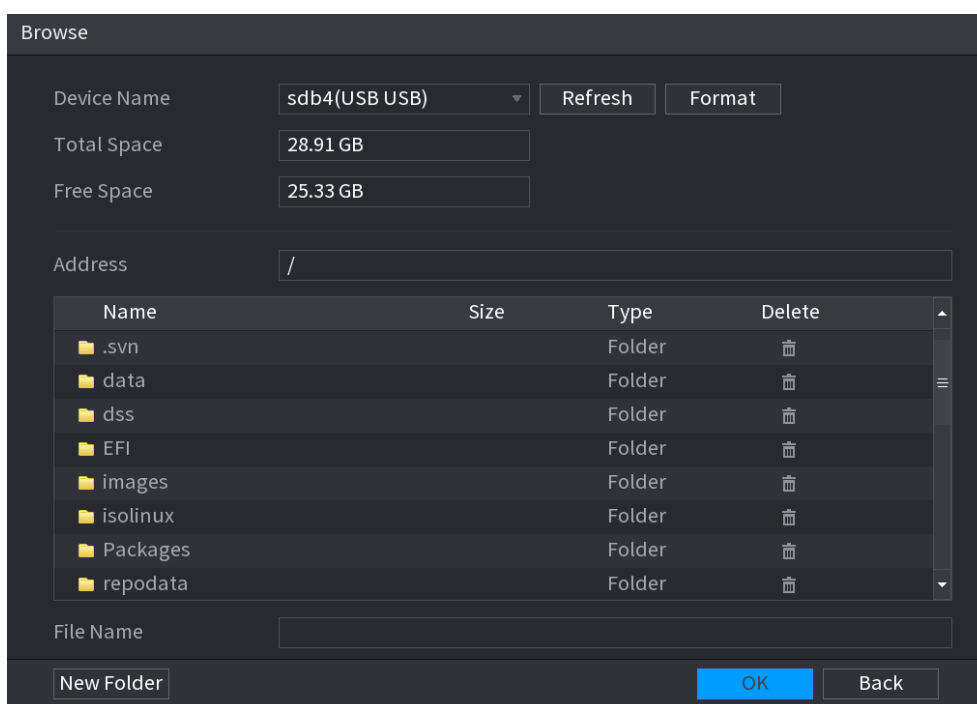 Browse
Device Name sdb4(USB USB) Refresh Format
Total Space 28.91 GB
Free Space 25.33 GB
Address /
Name Size Type Delete
.svn Folder
data Folder
dss Folder
EFI Folder
images Folder
isolinux Folder
Packages Folder
repodata Folder
File Name
New Folder OK Back